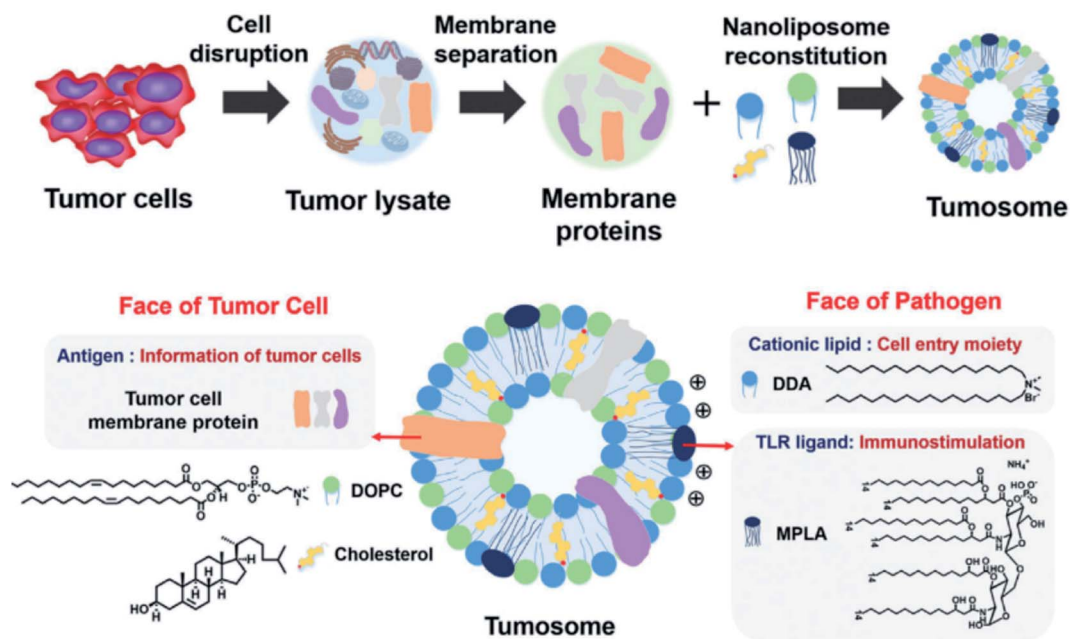 Cell
disruption
Membrane
separation
Nanoliposome
reconstitution
+
Tumor cells
Tumor lysate
Membrane
proteins
Tumosome
Face of Tumor Cell
Antigen : Information of tumor cells
Tumor cell
membrane protein
DOPC
Cholesterol
Tumosome
Face of Pathogen
Cationic lipid : Cell entry moiety
DDA
TLR ligand: Immunostimulation
MPLA
NH₄⁺